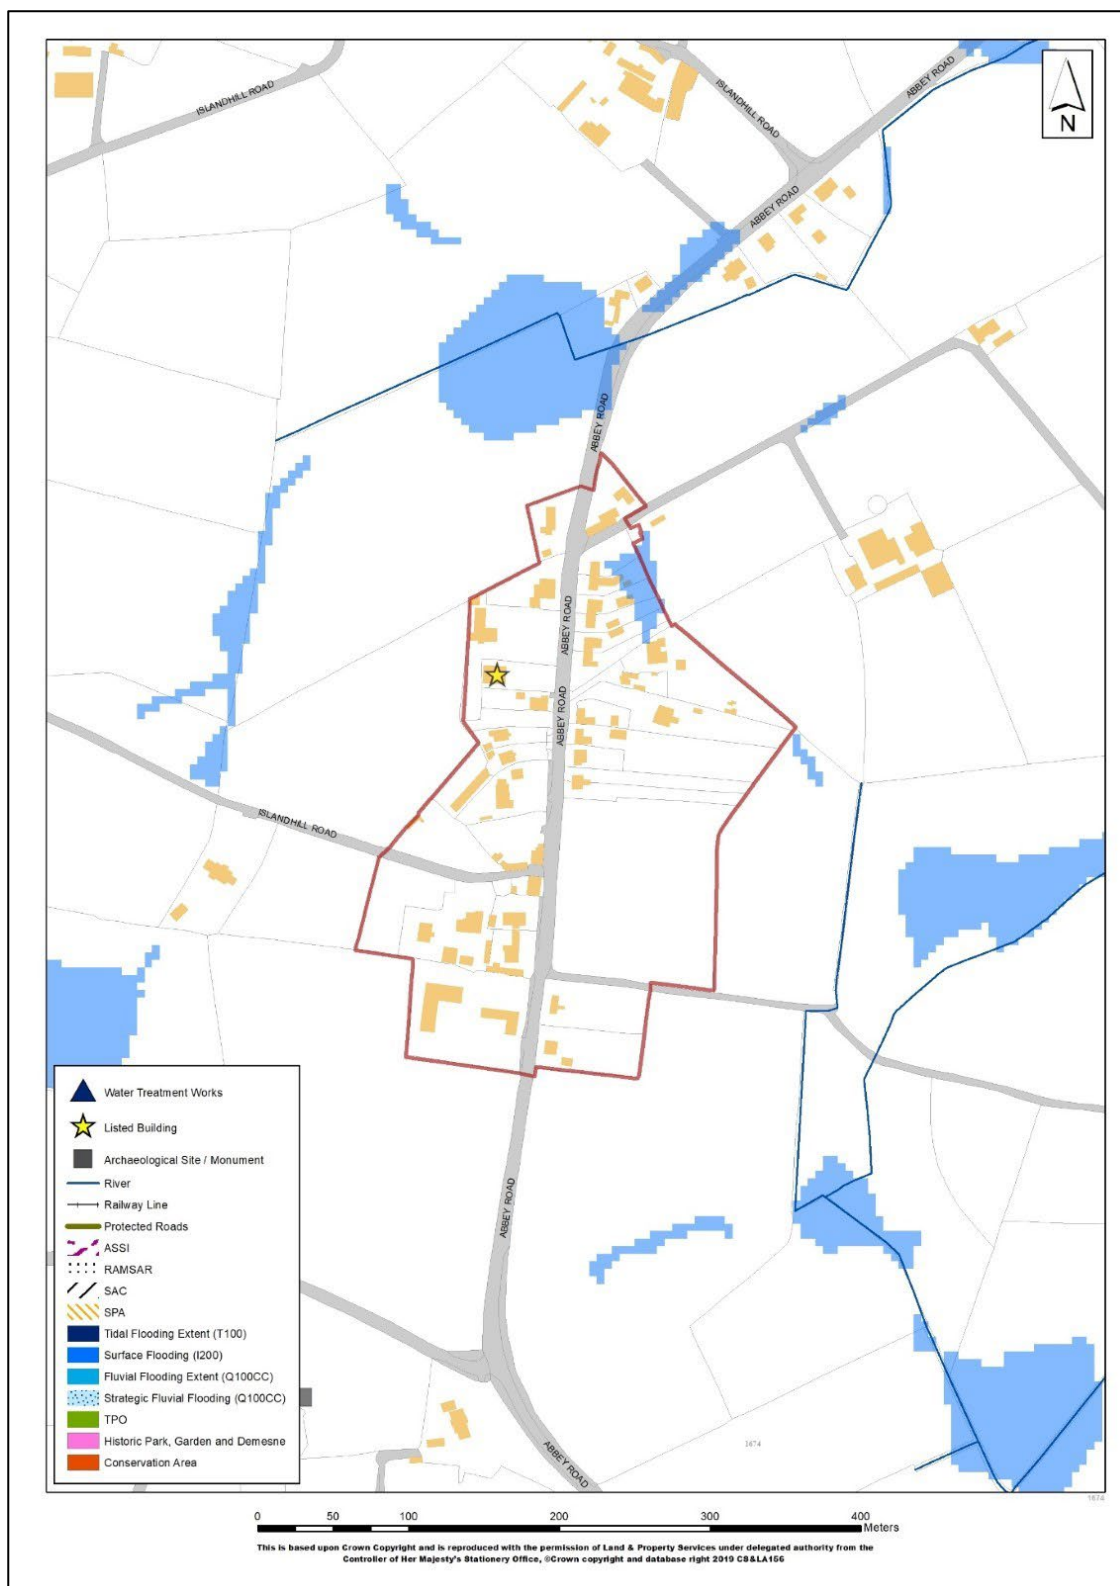 ISLANDHILL ROAD
ISLANDHILL ROAD
ABBEY ROAD
N
ABBEY ROAD
ABBEY ROAD
ABBEY ROAD
ABBEY ROAD
ISLANDHILL ROAD
ABBEY ROAD
ABBEY ROAD
1674
1674
Water Treatment Works
Listed Building
Archaeological Site / Monument
River
Railway Line
Protected Roads
ASSI
RAMSAR
SAC
SPA
Tidal Flooding Extent (T100)
Surface Flooding (I200)
Fluvial Flooding Extent (Q100CC)
Strategic Fluvial Flooding (Q100CC)
TPO
Historic Park, Garden and Demesne
Conservation Area
0 50 100 200 300 400
Meters
This is based upon Crown Copyright and is reproduced with the permission of Land & Property Services under delegated authority from the
Controller of Her Majesty's Stationery Office, ©Crown copyright and database right 2019 CS&LA156